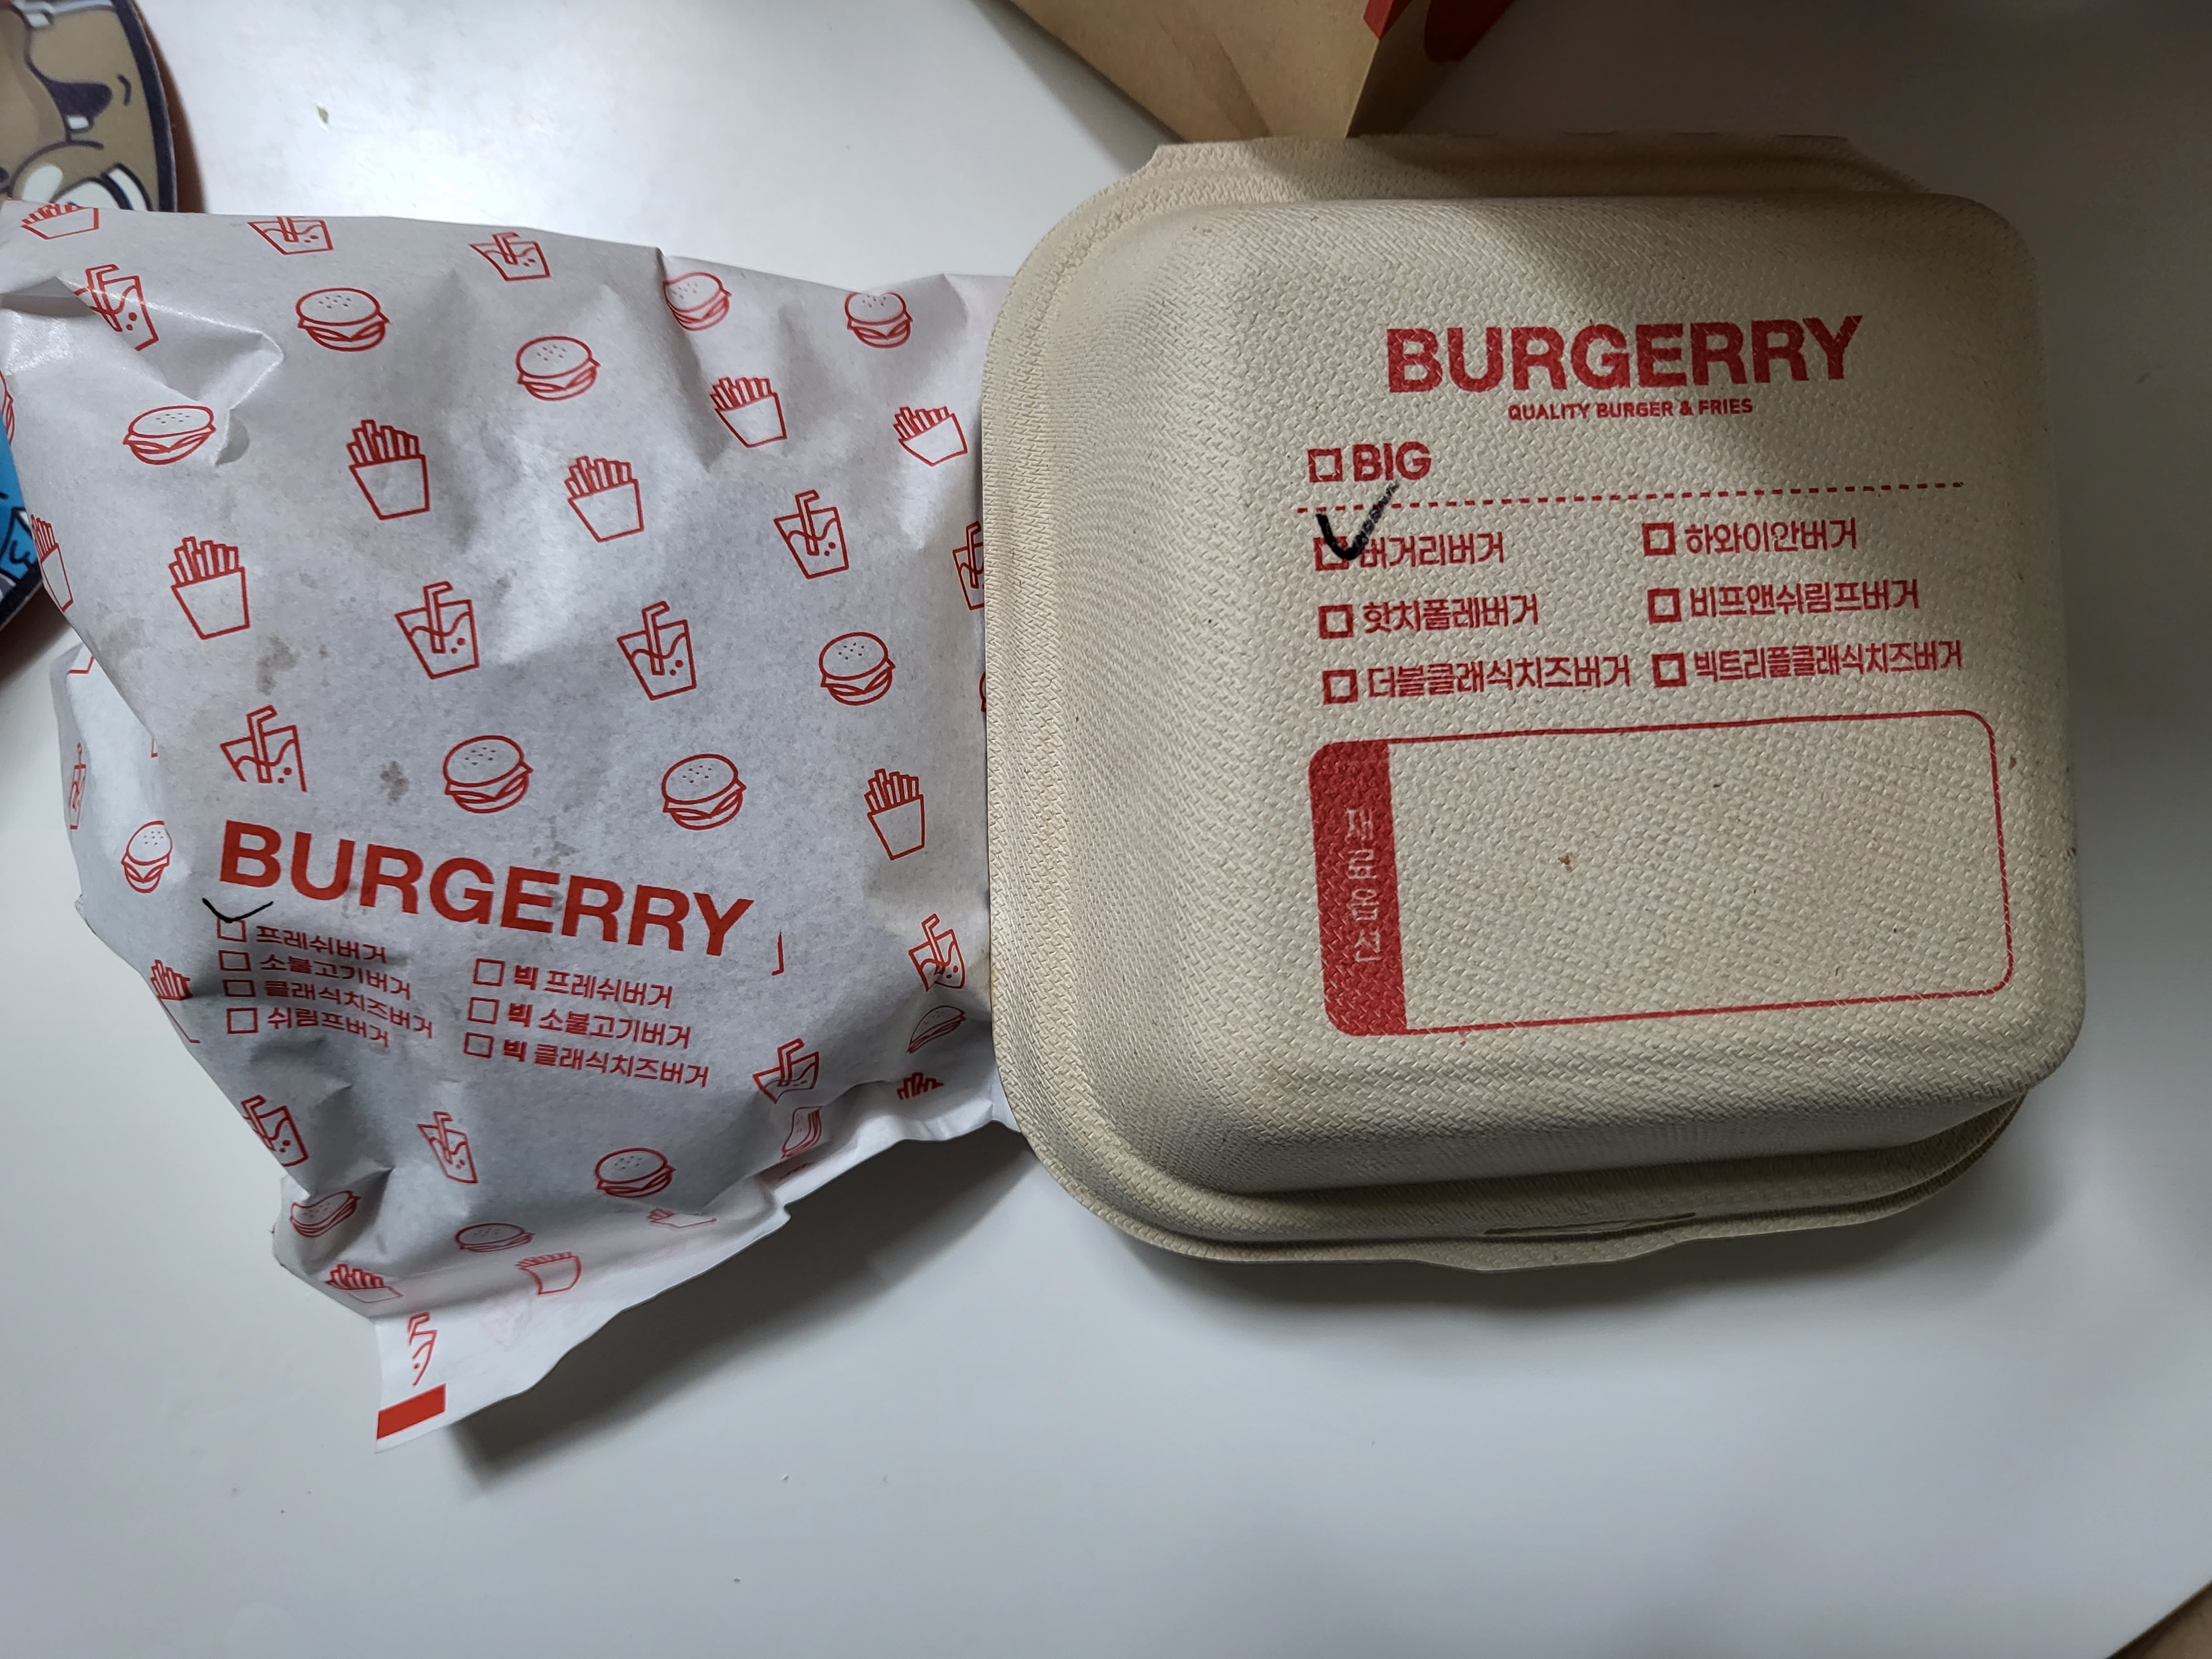 BURGERRY
프레쉬버거
소불고기버거
클래식치즈버거
쉬림프버거
빅 프레쉬버거
빅 소불고기버거
빅 클래식치즈버거
BURGERRY
QUALITY BURGER & FRIES
BIG
버거리버거
하와이안버거
핫치폴레버거
비프앤쉬림프버거
더블클래식치즈버거
빅트리플클래식치즈버거
재료옵션